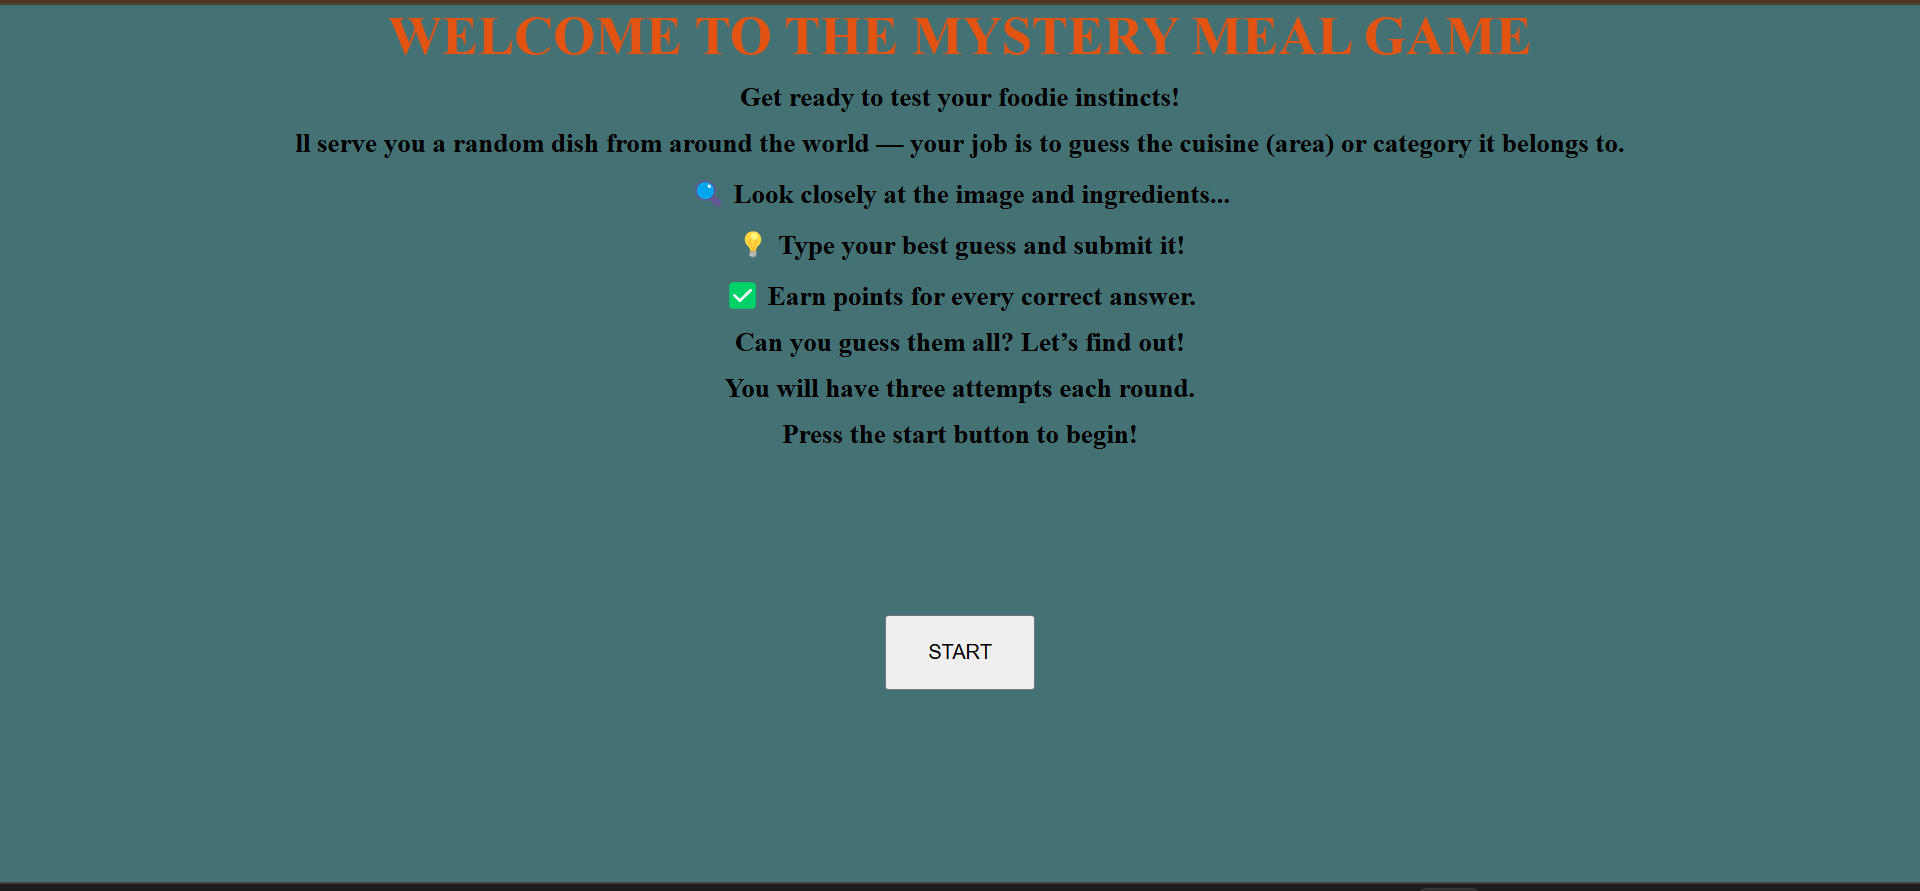 WELCOME TO THE MYSTERY MEAL GAME
Get ready to test your foodie instincts!
ll serve you a random dish from around the world — your job is to guess the cuisine (area) or category it belongs to.
🔍 Look closely at the image and ingredients...
💡 Type your best guess and submit it!
✅ Earn points for every correct answer.
Can you guess them all? Let’s find out!
You will have three attempts each round.
Press the start button to begin!
START